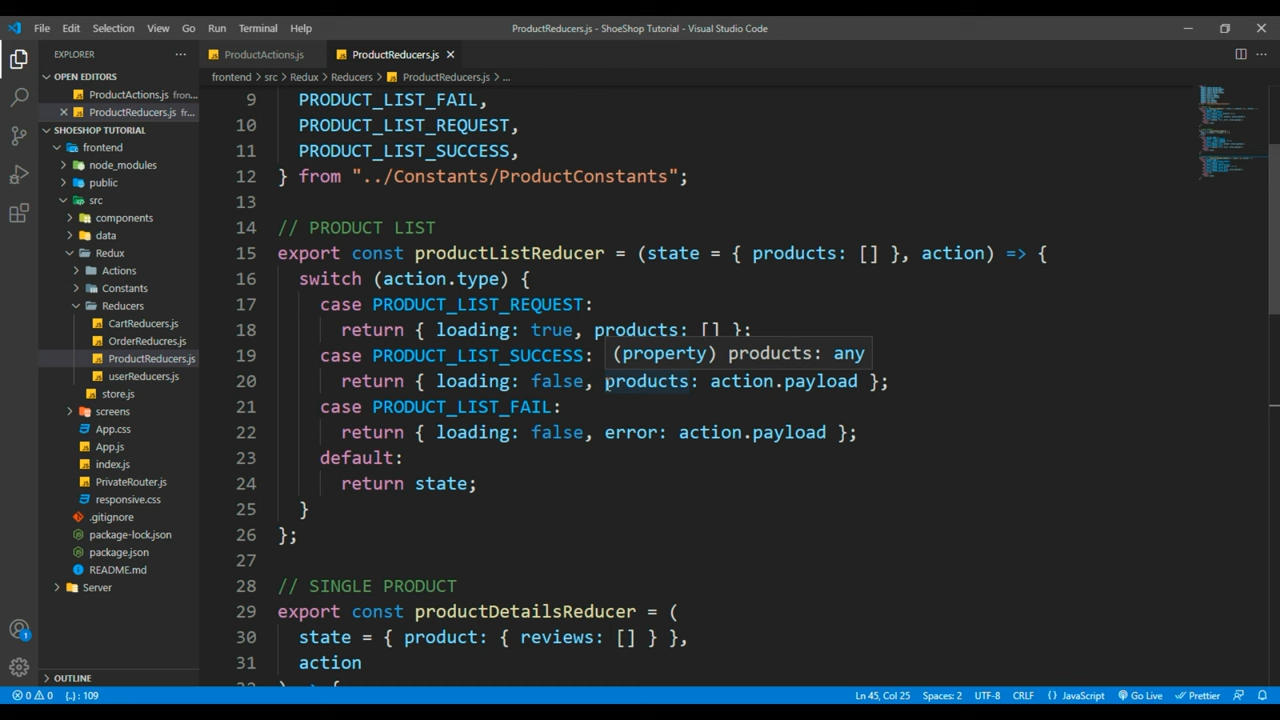 File Edit Selection View Go Run Terminal Help ProductReducers.js - ShoeShop Tutorial - Visual Studio Code
EXPLORER
ProductActions.js ProductReducers.js
frontend > src > Redux > Reducers > ProductReducers.js > ...
OPEN EDITORS
ProductActions.js fronten...
ProductReducers.js fr...
SHOESHOP TUTORIAL
frontend
node_modules
public
src
components
data
Redux
Actions
Constants
Reducers
CartReducers.js
OrderReducres.js
ProductReducers.js
userReducers.js
store.js
screens
App.css
App.js
index.js
PrivateRouter.js
responsive.css
.gitignore
package-lock.json
package.json
README.md
Server
OUTLINE
9 PRODUCT_LIST_FAIL,
10 PRODUCT_LIST_REQUEST,
11 PRODUCT_LIST_SUCCESS,
12 } from "../Constants/ProductConstants";
13
14 // PRODUCT LIST
15 export const productListReducer = (state = { products: [] }, action) => {
16 switch (action.type) {
17 case PRODUCT_LIST_REQUEST:
18 return { loading: true, products: [] };
19 case PRODUCT_LIST_SUCCESS:
(property) products: any
20 return { loading: false, products: action.payload };
21 case PRODUCT_LIST_FAIL:
22 return { loading: false, error: action.payload };
23 default:
24 return state;
25 }
26 };
27
28 // SINGLE PRODUCT
29 export const productDetailsReducer = (
30 state = { product: { reviews: [] } },
31 action
1
0 0 {..} : 109 Ln 45, Col 25 Spaces: 2 UTF-8 CRLF {} JavaScript Go Live Prettier